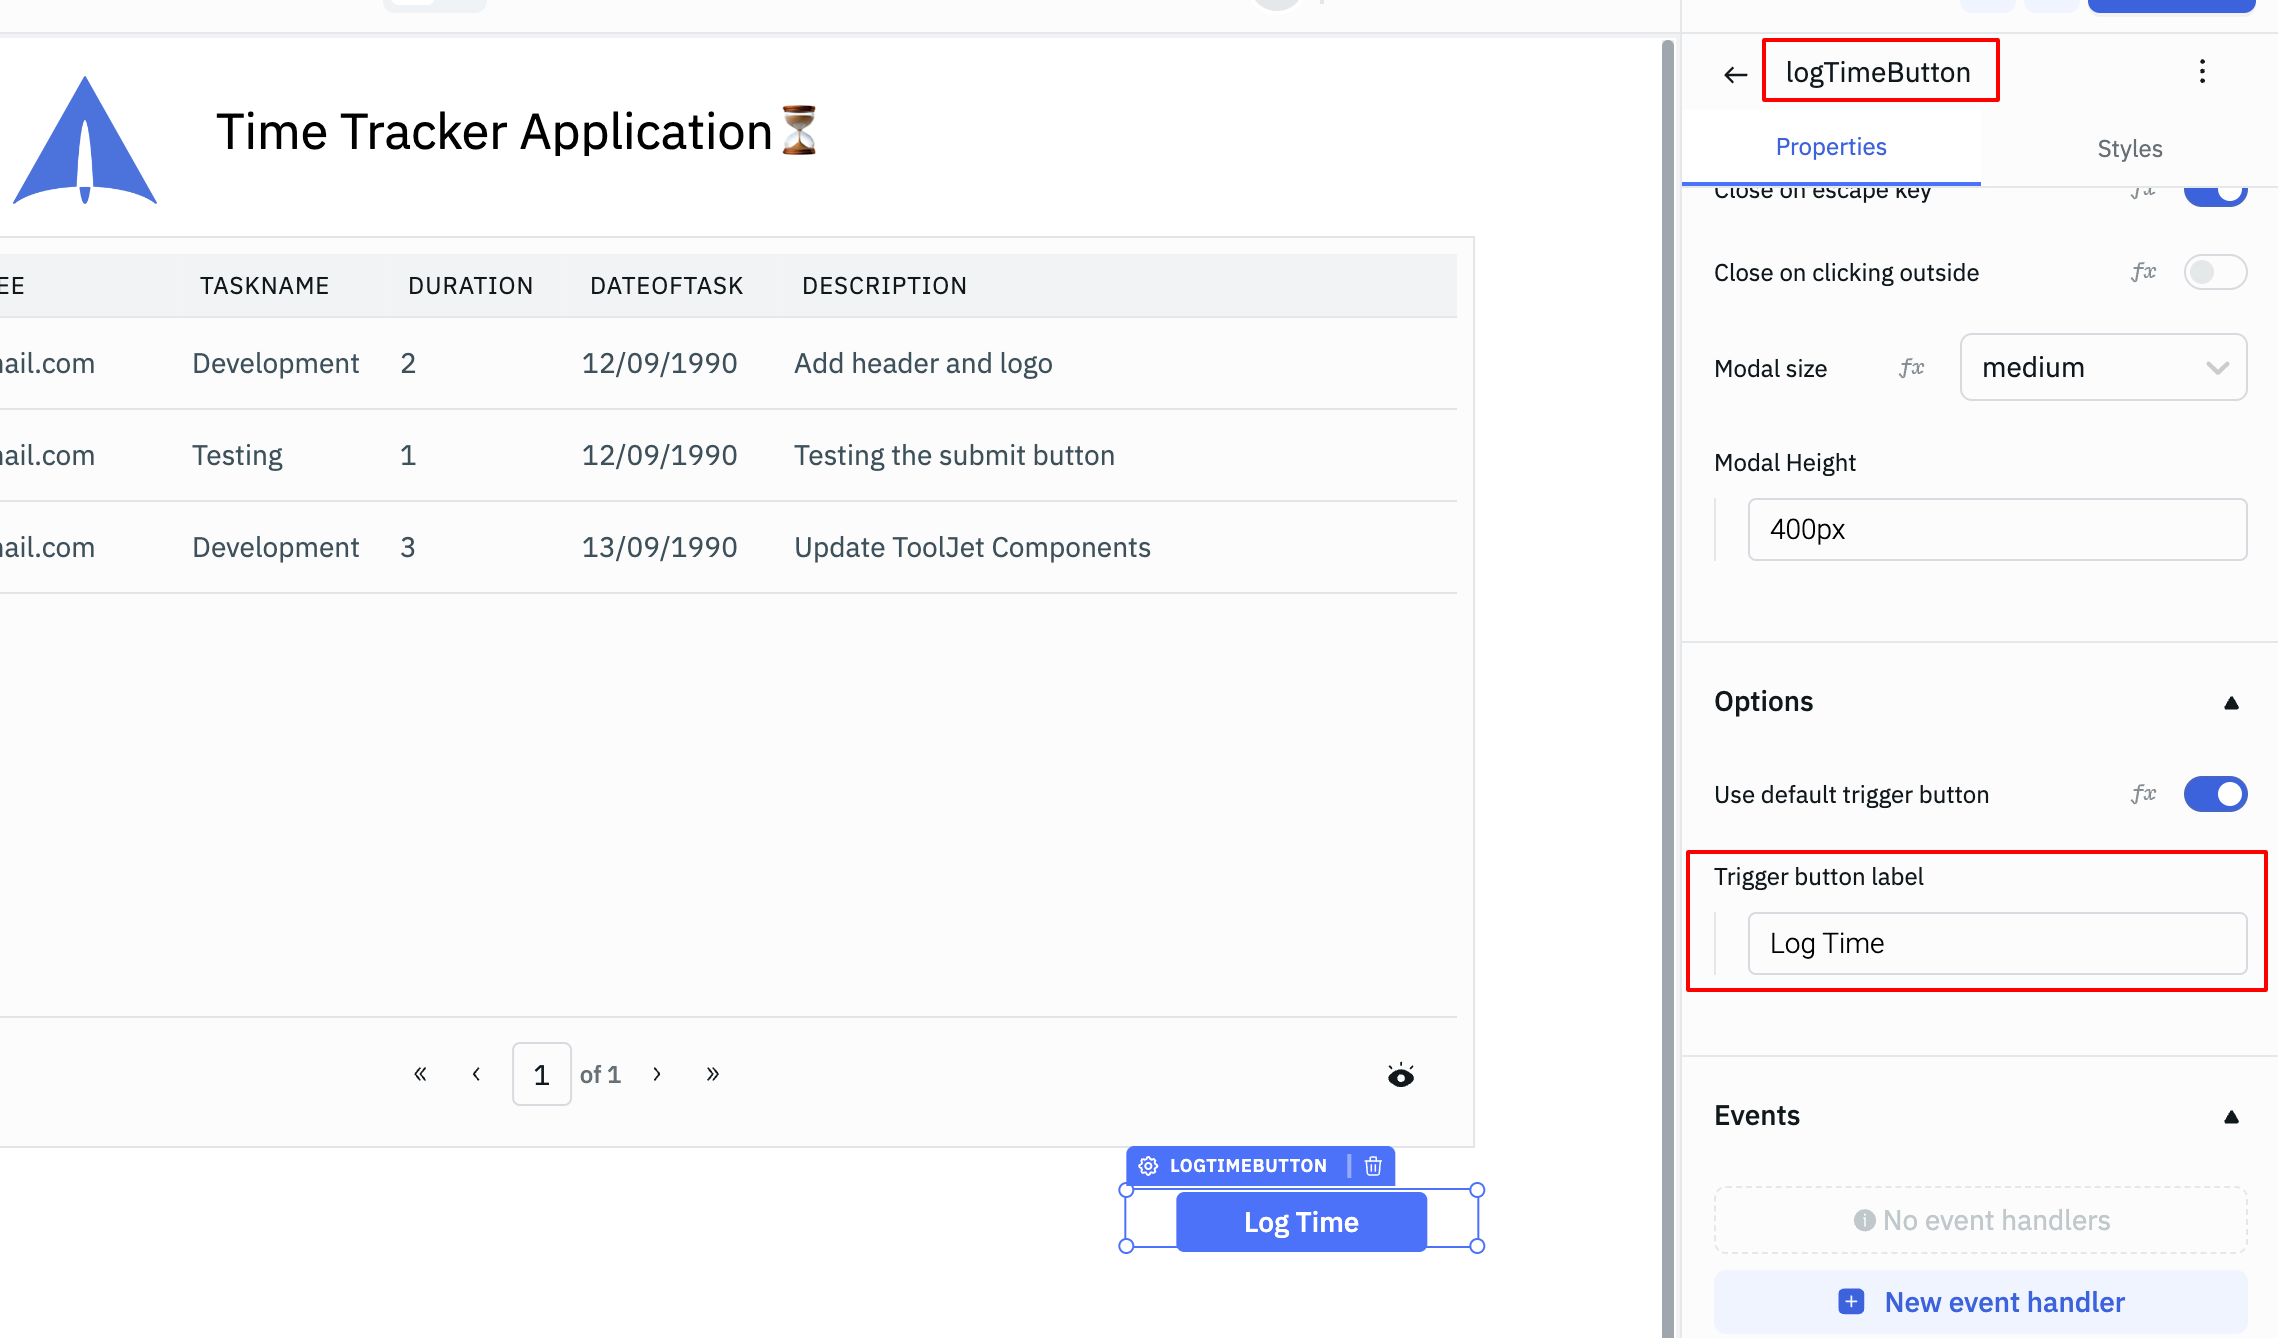 Time Tracker Application⏳
EE TASKNAME DURATION DATEOFTASK DESCRIPTION
ail.com Development 2 12/09/1990 Add header and logo
ail.com Testing 1 12/09/1990 Testing the submit button
ail.com Development 3 13/09/1990 Update ToolJet Components
« ‹ 1 of 1 › »
LOGTIMEBUTTON
Log Time
logTimeButton
Properties Styles
Close on escape key fx
Close on clicking outside fx
Modal size fx medium
Modal Height
400px
Options
Use default trigger button fx
Trigger button label
Log Time
Events
No event handlers
New event handler